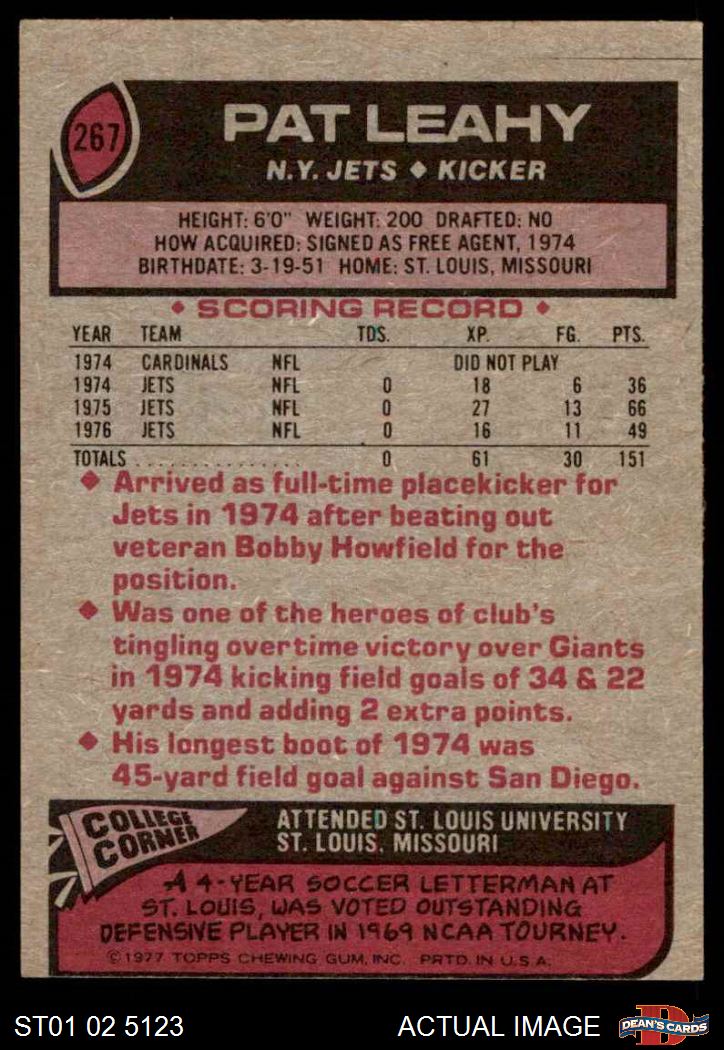 267
PAT LEAHY
N.Y. JETS ♦ KICKER
HEIGHT: 6'0" WEIGHT: 200 DRAFTED: NO
HOW ACQUIRED: SIGNED AS FREE AGENT, 1974
BIRTHDATE: 3-19-51 HOME: ST. LOUIS, MISSOURI
♦ SCORING RECORD ♦
YEAR TEAM TDS. XP. FG. PTS.
1974 CARDINALS NFL DID NOT PLAY
1974 JETS NFL 0 18 6 36
1975 JETS NFL 0 27 13 66
1976 JETS NFL 0 16 11 49
TOTALS . . . . . . . . . . . . . . . . 0 61 30 151
♦ Arrived as full-time placekicker for
Jets in 1974 after beating out
veteran Bobby Howfield for the
position.
♦ Was one of the heroes of club's
tingling overtime victory over Giants
in 1974 kicking field goals of 34 & 22
yards and adding 2 extra points.
♦ His longest boot of 1974 was
45-yard field goal against San Diego.
COLLEGE
CORNER
ATTENDED ST. LOUIS UNIVERSITY
ST. LOUIS, MISSOURI
A 4-YEAR SOCCER LETTERMAN AT
ST. LOUIS, WAS VOTED OUTSTANDING
DEFENSIVE PLAYER IN 1969 NCAA TOURNEY.
©1977 TOPPS CHEWING GUM, INC. PRTD. IN U.S.A.
ST01 02 5123
ACTUAL IMAGE
D
DEAN'S CARDS